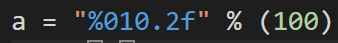 a = "%010.2f" % (100)